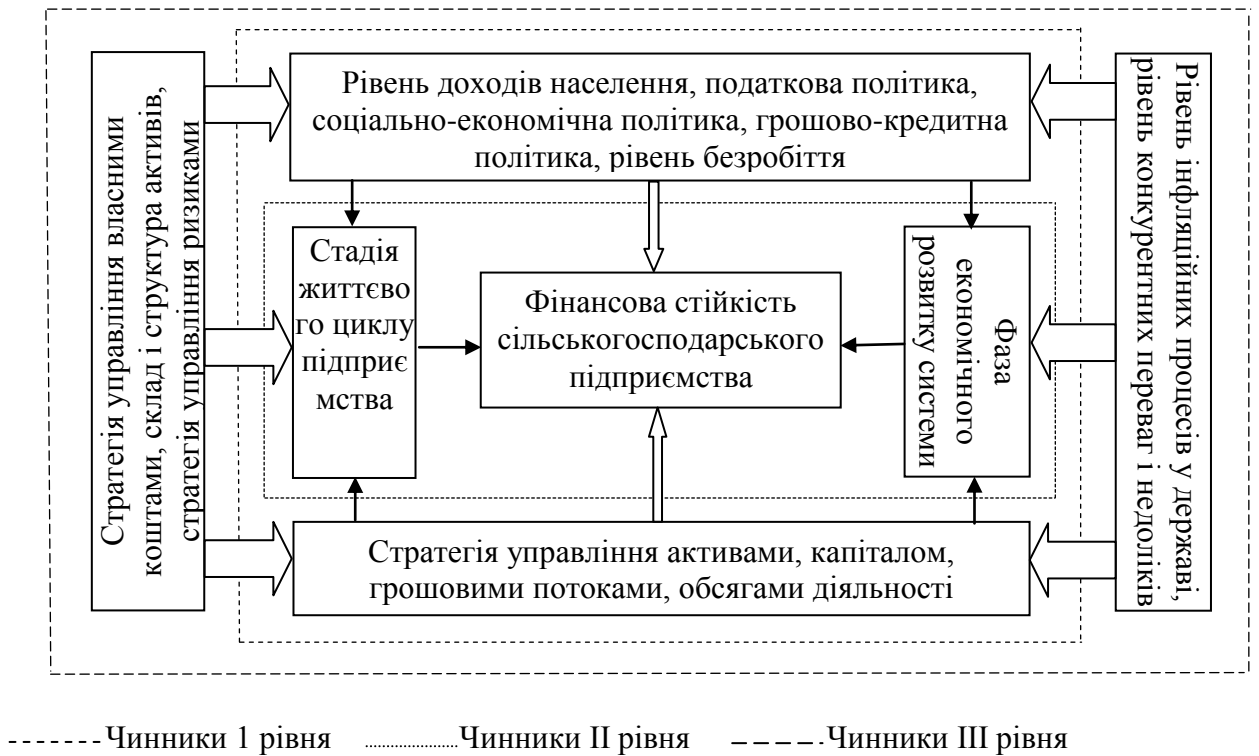 Стратегія управління власними
коштами, склад і структура активів,
стратегія управління ризиками
Рівень доходів населення, податкова політика,
соціально-економічна політика, грошово-кредитна
політика, рівень безробіття
Стадія
життєво
го циклу
підприє
мства
Фінансова стійкість
сільськогосподарського
підприємства
Фаза
економічного
розвитку системи
Стратегія управління активами, капіталом,
грошовими потоками, обсягами діяльності
Рівень інфляційних процесів у державі,
рівень конкурентних переваг і недоліків
Чинники 1 рівня Чинники ІІ рівня Чинники ІІІ рівня